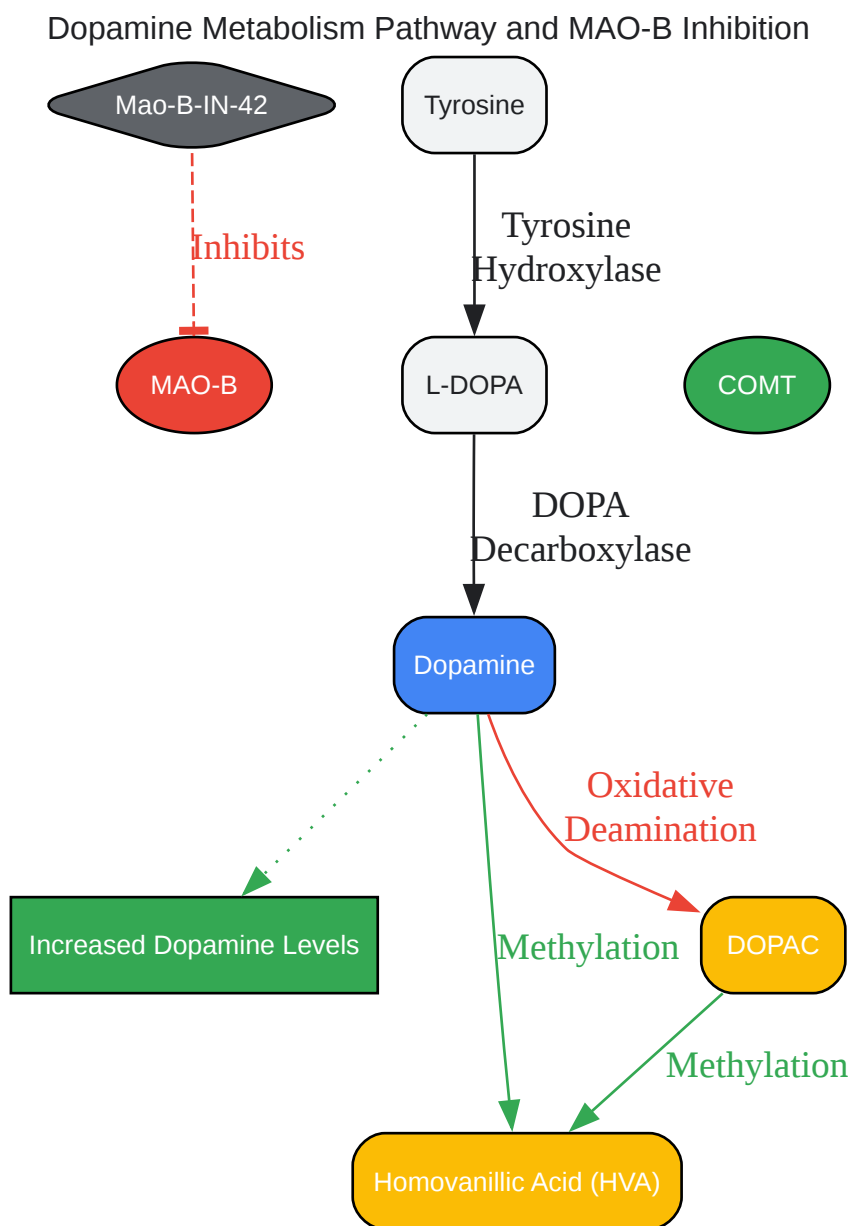 Dopamine Metabolism Pathway and MAO-B Inhibition
Mao-B-IN-42
Tyrosine
Inhibits
Tyrosine
Hydroxylase
MAO-B
L-DOPA
COMT
DOPA
Decarboxylase
Dopamine
Oxidative
Deamination
Increased Dopamine Levels
Methylation
DOPAC
Methylation
Homovanillic Acid (HVA)